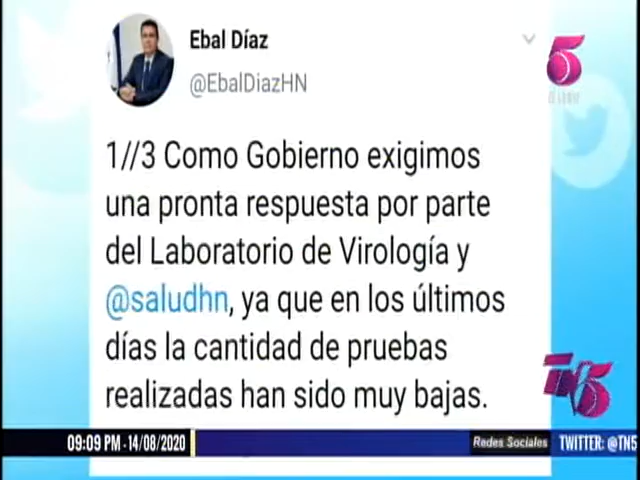 Ebal Díaz
@EbalDiazHN
5
1//3 Como Gobierno exigimos
una pronta respuesta por parte
del Laboratorio de Virología y
@saludhn, ya que en los últimos
días la cantidad de pruebas
realizadas han sido muy bajas.
TN5
09:09 PM - 14/08/2020
Redes Sociales
TWITTER: @TN5